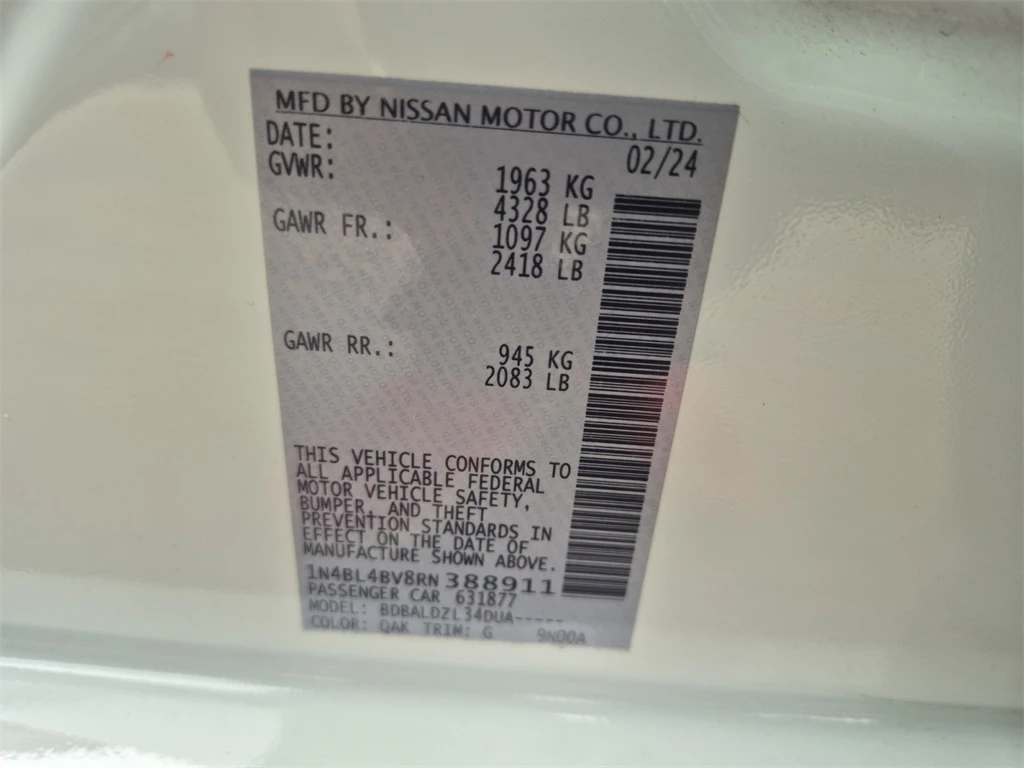 MFD BY NISSAN MOTOR CO., LTD.
DATE: 02/24
GVWR: 1963 KG
4328 LB
GAWR FR.: 1097 KG
2418 LB
GAWR RR.: 945 KG
2083 LB
THIS VEHICLE CONFORMS TO
ALL APPLICABLE FEDERAL
MOTOR VEHICLE SAFETY,
BUMPER, AND THEFT
PREVENTION STANDARDS IN
EFFECT ON THE DATE OF
MANUFACTURE SHOWN ABOVE.
1N4BL4BV8RN388911
PASSENGER CAR 631877
MODEL: BDBALDZL34DUA-----
COLOR: QAK TRIM: G 9N00A